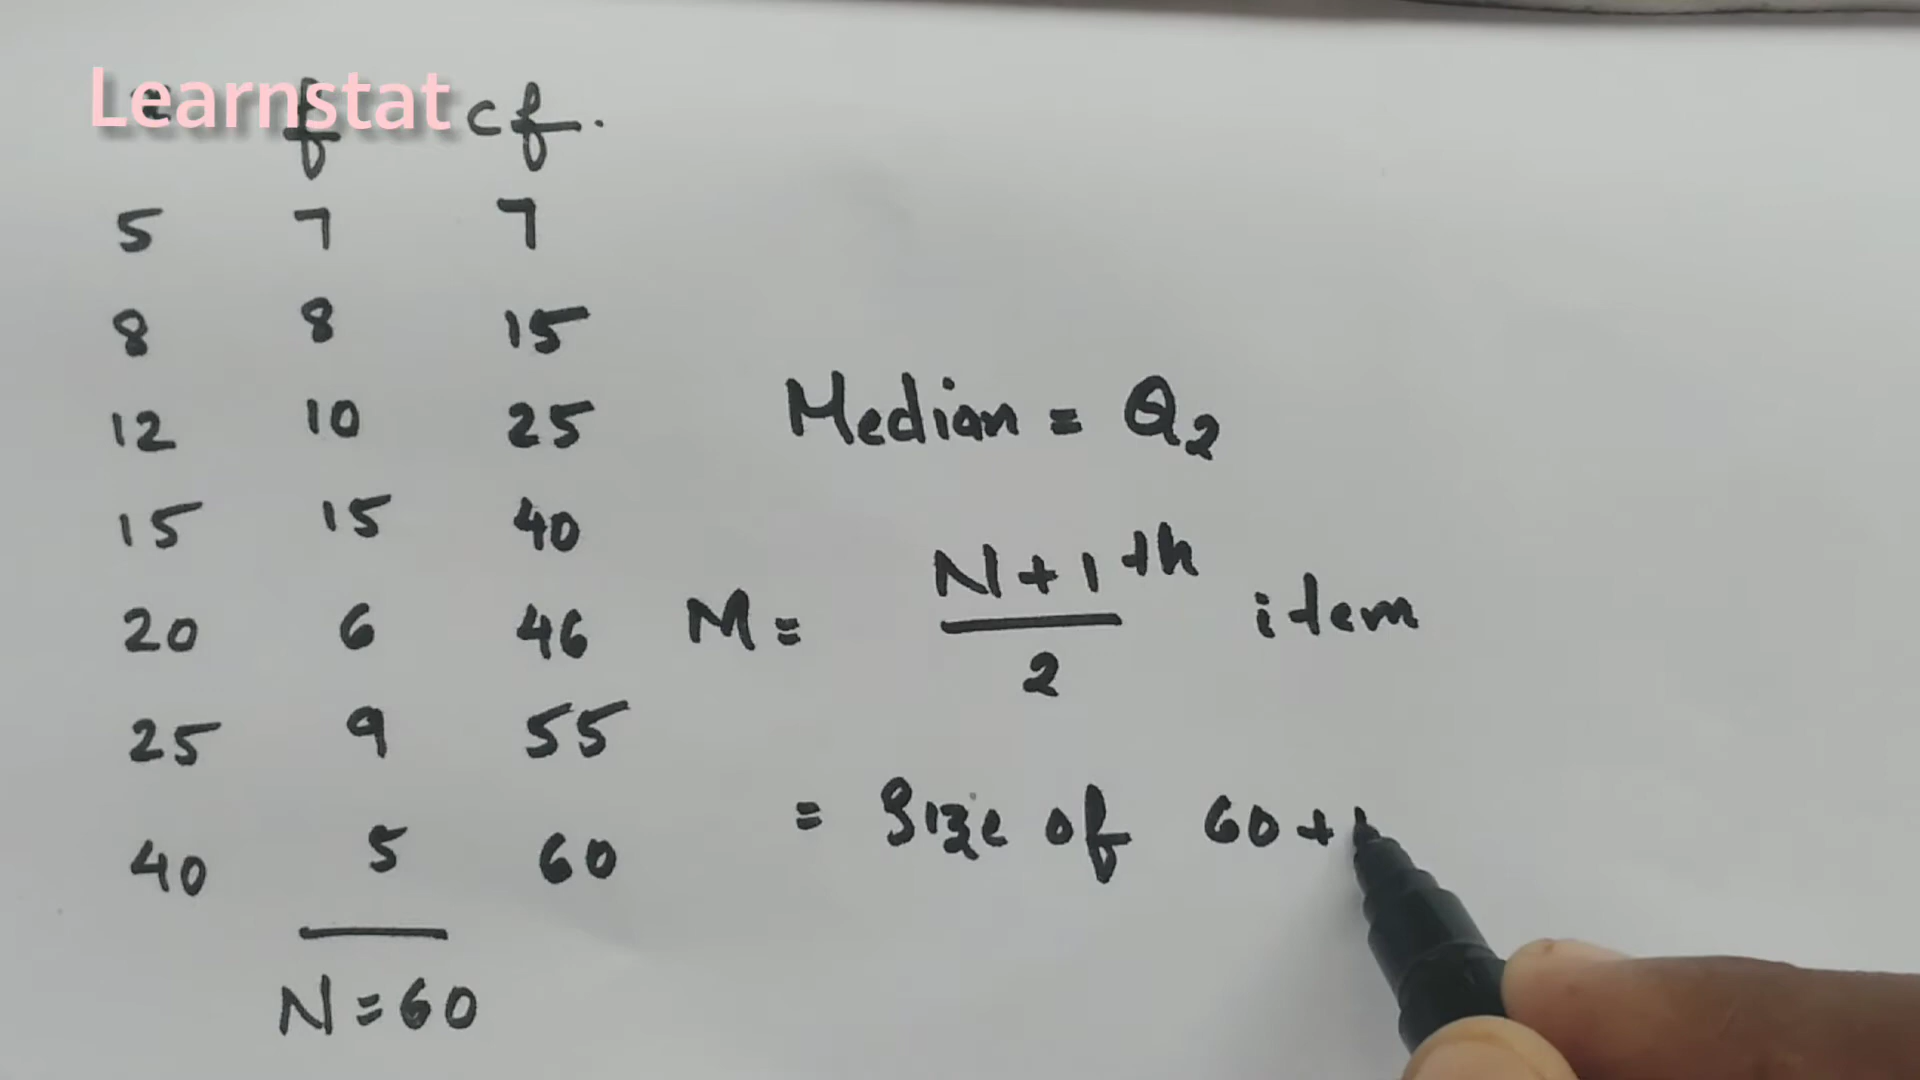 Learnstat
f cf.
5 7 7
8 8 15
12 10 25
15 15 40
20 6 46
25 9 55
40 5 60
N=60
Median = Q2
M = N+1th
2
item
= Size of 60+1